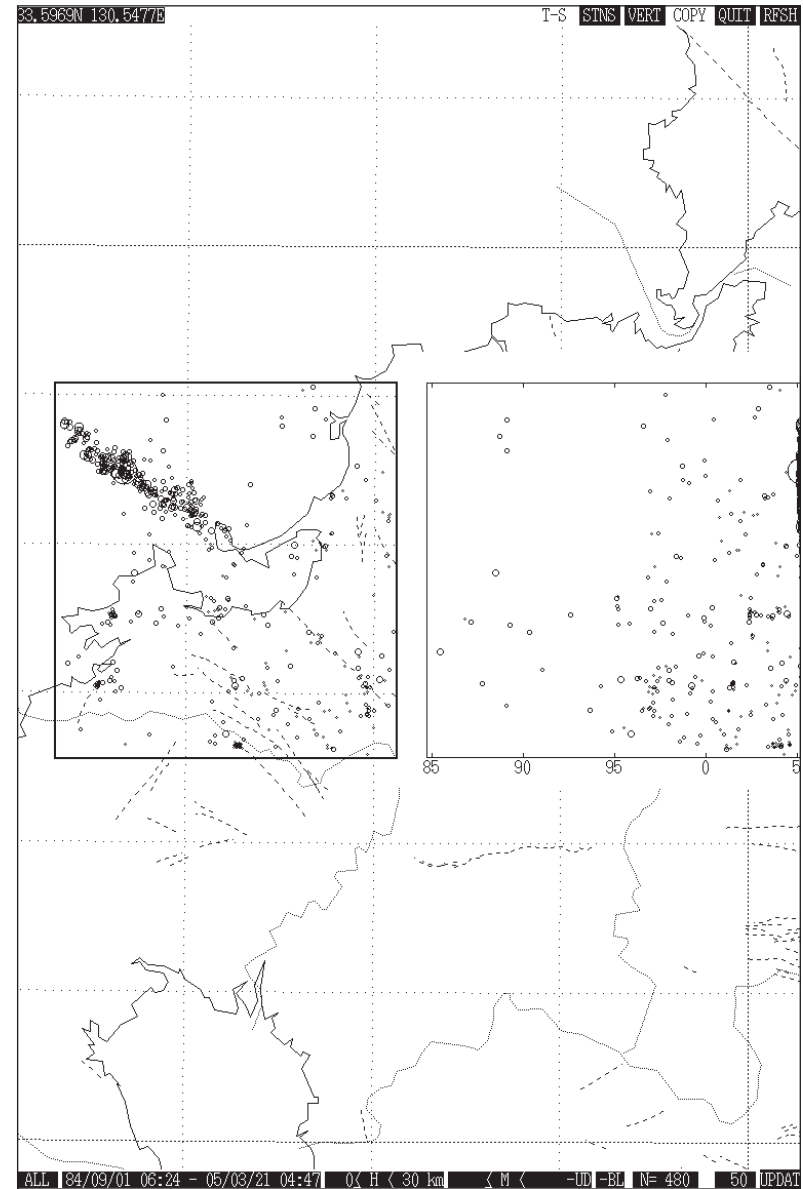 33.5969N 130.5477E T-S STNS VERT COPY QUIT RFSH
85 90 95 0 5
ALL 84/09/01 06:24 - 05/03/21 04:47 0≤ H < 30 km ≤ M < -UD -BL N= 480 50 UPDAT